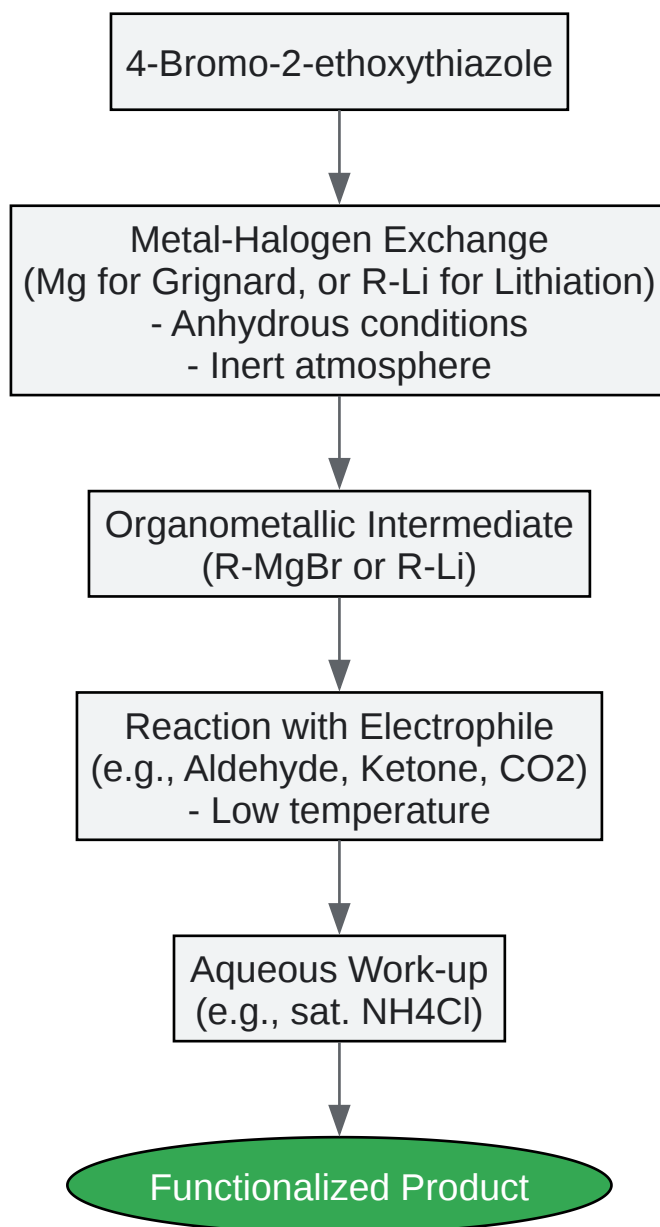 4-Bromo-2-ethoxythiazole
Metal-Halogen Exchange
(Mg for Grignard, or R-Li for Lithiation)
- Anhydrous conditions
- Inert atmosphere
Organometallic Intermediate
(R-MgBr or R-Li)
Reaction with Electrophile
(e.g., Aldehyde, Ketone, CO2)
- Low temperature
Aqueous Work-up
(e.g., sat. NH4Cl)
Functionalized Product